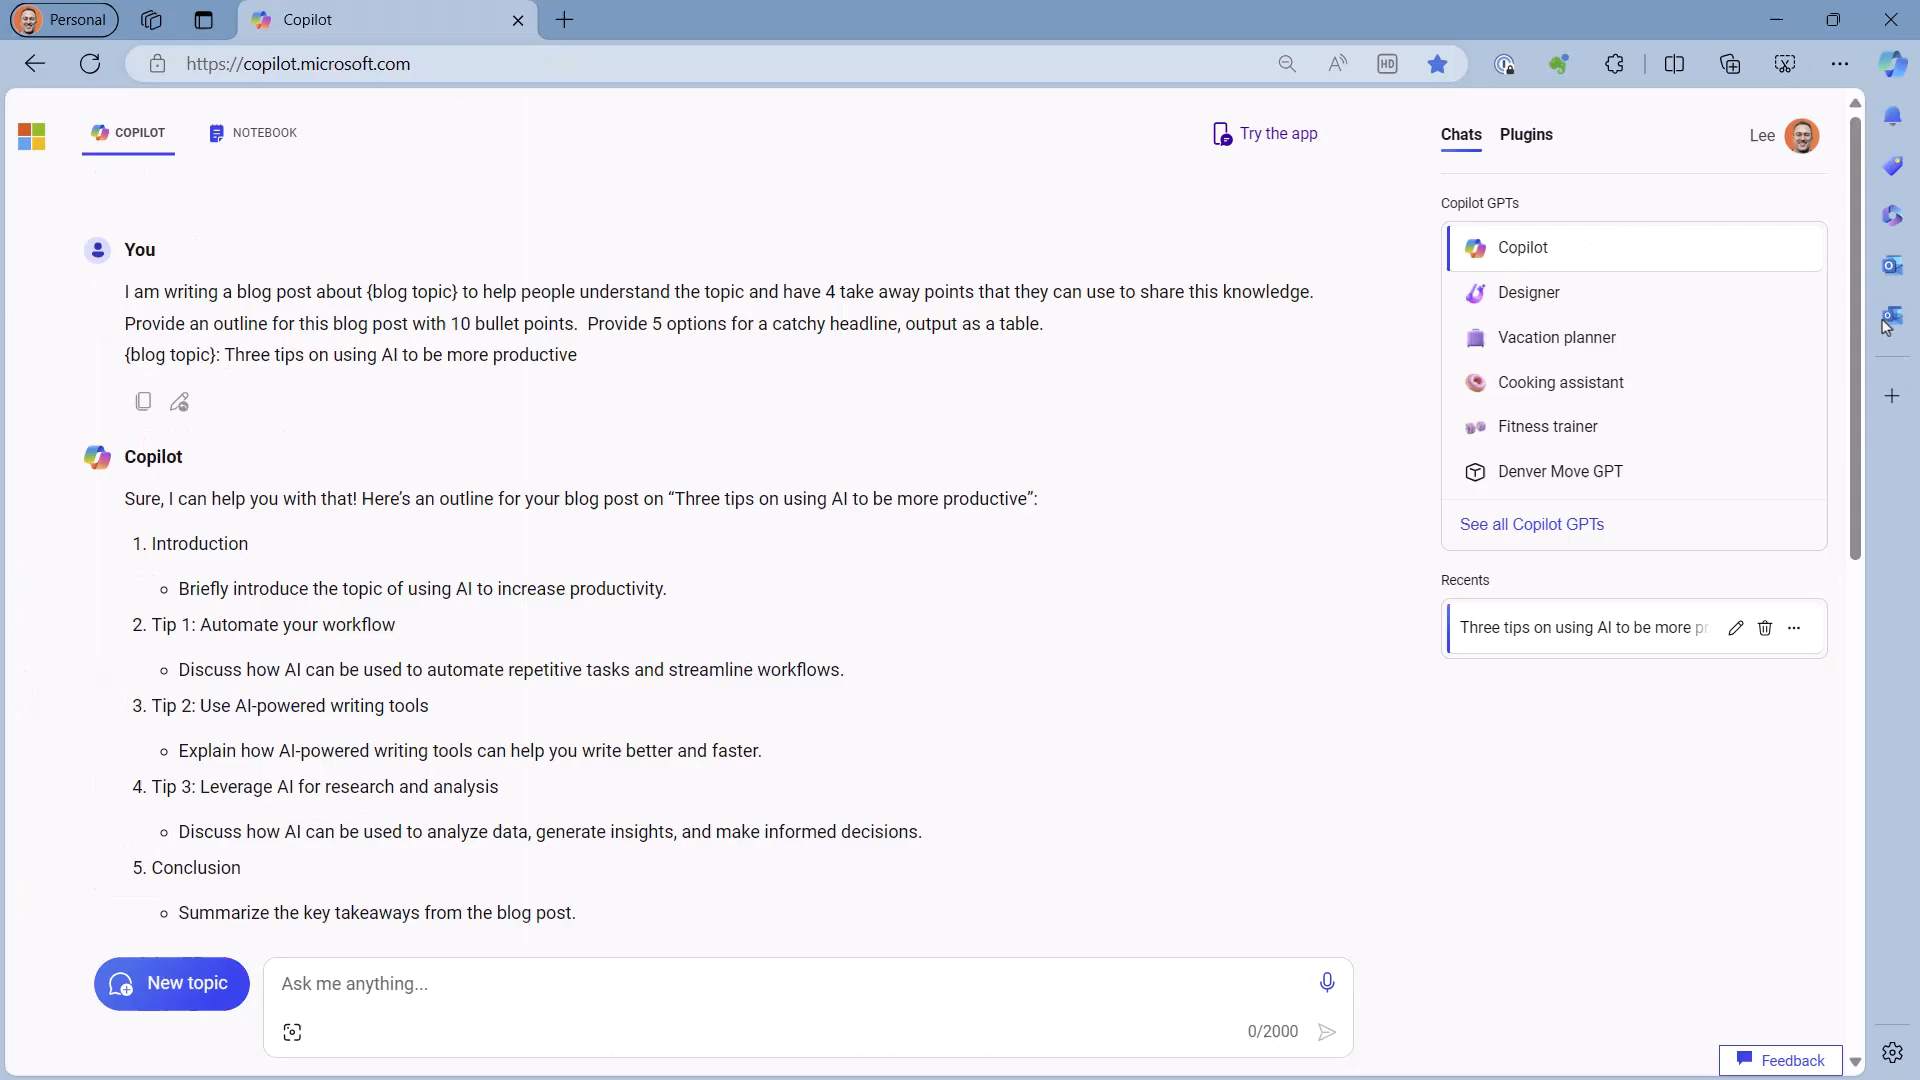 Personal
Copilot
https://copilot.microsoft.com
HD
COPILOT
NOTEBOOK
Try the app
Chats
Plugins
Lee
You
I am writing a blog post about {blog topic} to help people understand the topic and have 4 take away points that they can use to share this knowledge.
Provide an outline for this blog post with 10 bullet points.  Provide 5 options for a catchy headline, output as a table.
{blog topic}: Three tips on using AI to be more productive
Copilot
Sure, I can help you with that! Here’s an outline for your blog post on “Three tips on using AI to be more productive”:
1. Introduction
Briefly introduce the topic of using AI to increase productivity.
2. Tip 1: Automate your workflow
Discuss how AI can be used to automate repetitive tasks and streamline workflows.
3. Tip 2: Use AI-powered writing tools
Explain how AI-powered writing tools can help you write better and faster.
4. Tip 3: Leverage AI for research and analysis
Discuss how AI can be used to analyze data, generate insights, and make informed decisions.
5. Conclusion
Summarize the key takeaways from the blog post.
New topic
Ask me anything...
0/2000
Copilot GPTs
Copilot
Designer
Vacation planner
Cooking assistant
Fitness trainer
Denver Move GPT
See all Copilot GPTs
Recents
Three tips on using AI to be more pr
Feedback